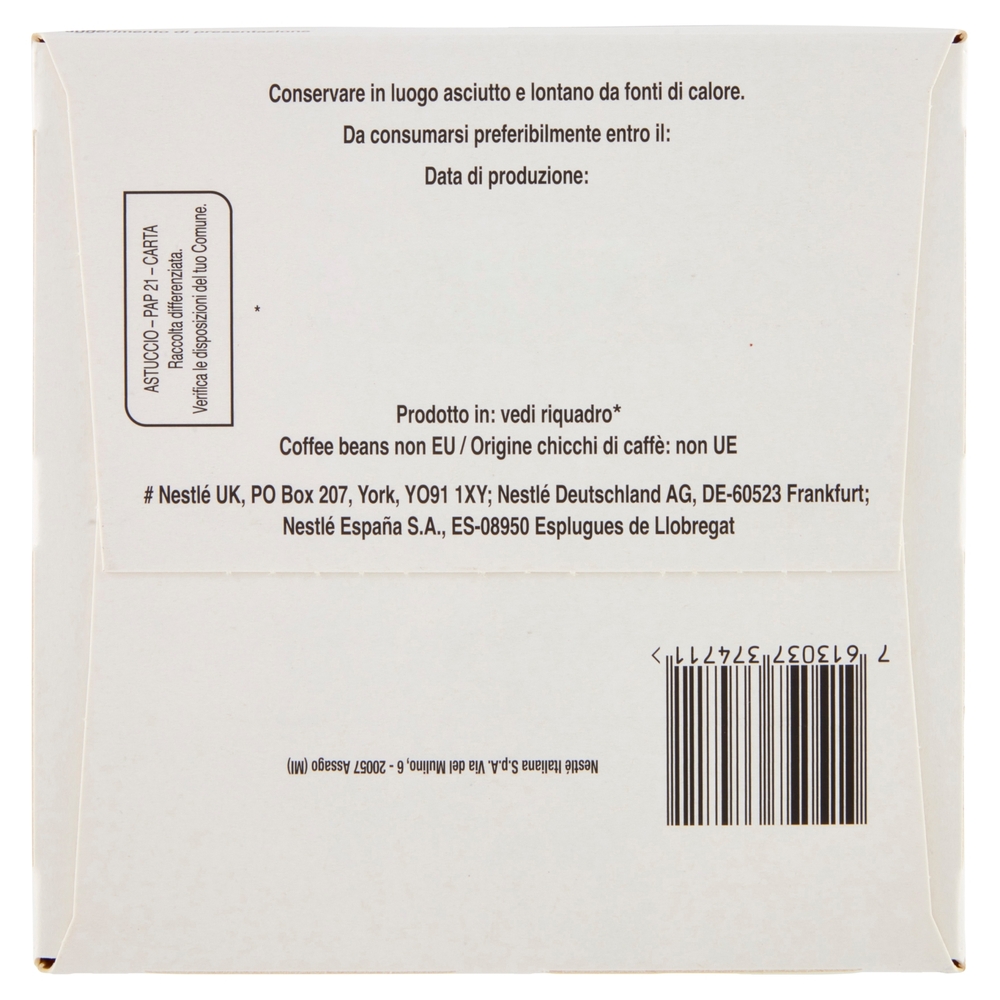 suggerimento di presentazione
Conservare in luogo asciutto e lontano da fonti di calore.
Da consumarsi preferibilmente entro il:
Data di produzione:
ASTUCCIO – PAP 21 – CARTA
Raccolta differenziata.
Verifica le disposizioni del tuo Comune.
*
Prodotto in: vedi riquadro*
Coffee beans non EU / Origine chicchi di caffè: non UE
# Nestlé UK, PO Box 207, York, YO91 1XY; Nestlé Deutschland AG, DE-60523 Frankfurt;
Nestlé España S.A., ES-08950 Esplugues de Llobregat
7 613037 374711 >
Nestlé Italiana S.p.A. Via del Mulino, 6 - 20057 Assago (MI)